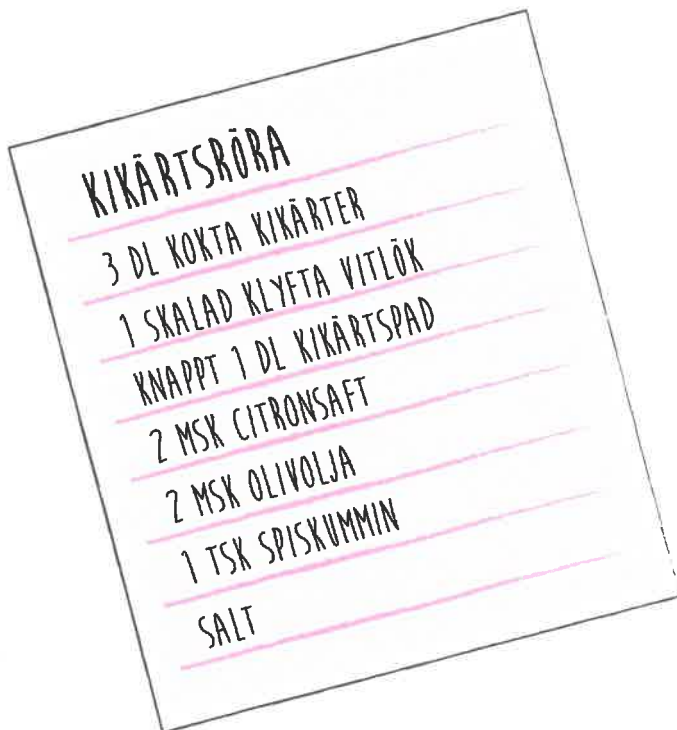 KIKÄRTSRÖRA
3 DL KOKTA KIKÄRTER
1 SKALAD KLYFTA VITLÖK
KNAPPT 1 DL KIKÄRTSPAD
2 MSK CITRONSAFT
2 MSK OLIVOLJA
1 TSK SPISKUMMIN
SALT